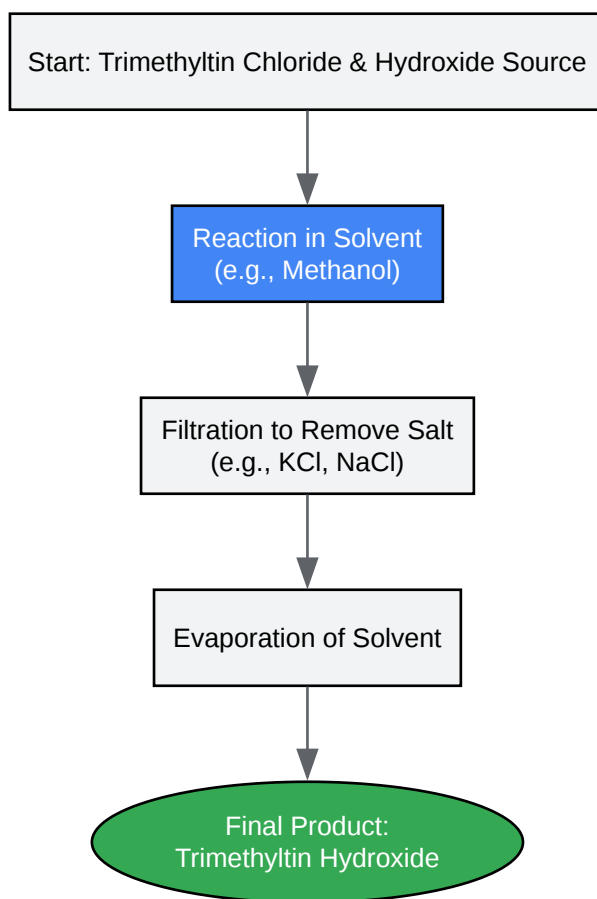 Start: Trimethyltin Chloride & Hydroxide Source
Reaction in Solvent
(e.g., Methanol)
Filtration to Remove Salt
(e.g., KCl, NaCl)
Evaporation of Solvent
Final Product:
Trimethyltin Hydroxide